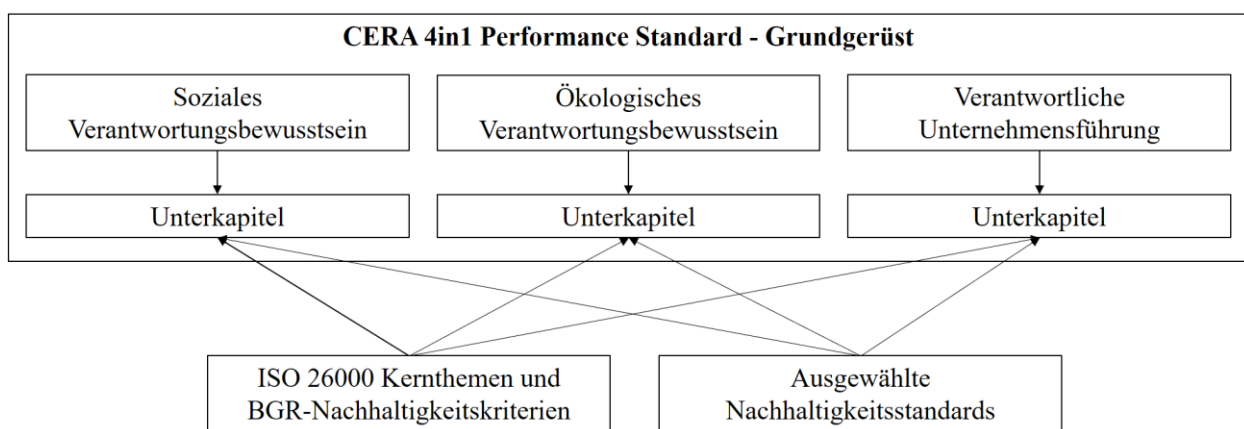 CERA 4in1 Performance Standard - Grundgerüst
Soziales
Verantwortungsbewusstsein
Ökologisches
Verantwortungsbewusstsein
Verantwortliche
Unternehmensführung
Unterkapitel
Unterkapitel
Unterkapitel
ISO 26000 Kernthemen und
BGR-Nachhaltigkeitskriterien
Ausgewählte
Nachhaltigkeitsstandards